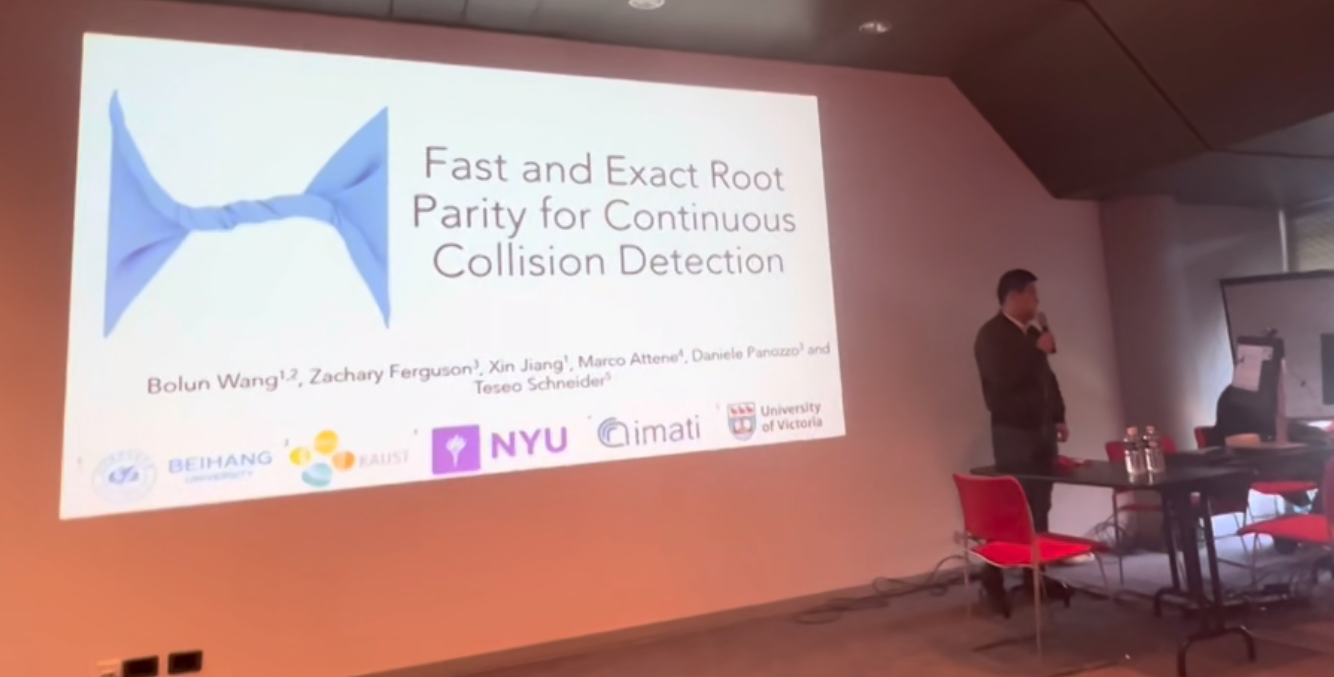 Fast and Exact Root
Parity for Continuous
Collision Detection
Bolun Wang¹,², Zachary Ferguson³, Xin Jiang¹, Marco Attene⁴, Daniele Panozzo³ and
Teseo Schneider⁵
BEIHANG
UNIVERSITY
KAUST
NYU
imati
University
of Victoria